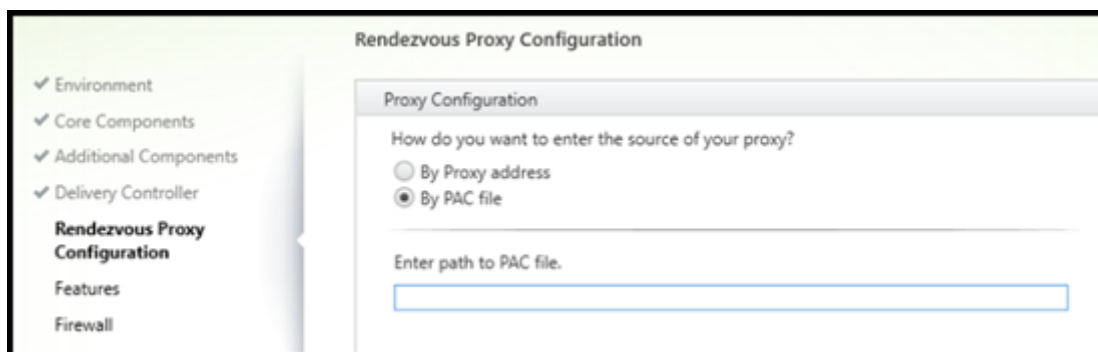 Rendezvous Proxy Configuration
Environment
Core Components
Additional Components
Delivery Controller
Rendezvous Proxy
Configuration
Features
Firewall
Proxy Configuration
How do you want to enter the source of your proxy?
By Proxy address
By PAC file
Enter path to PAC file.